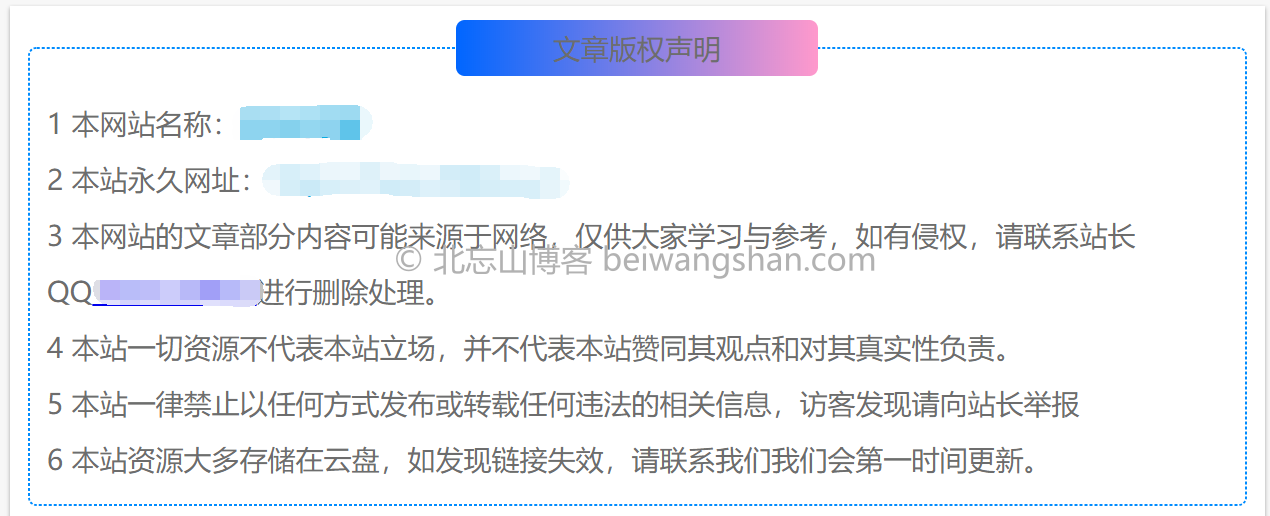 文章版权声明
1 本网站名称：
2 本站永久网址：
3 本网站的文章部分内容可能来源于网络，仅供大家学习与参考，如有侵权，请联系站长
© 北忘山博客 beiwangshan.com
QQ进行删除处理。
4 本站一切资源不代表本站立场，并不代表本站赞同其观点和对其真实性负责。
5 本站一律禁止以任何方式发布或转载任何违法的相关信息，访客发现请向站长举报
6 本站资源大多存储在云盘，如发现链接失效，请联系我们我们会第一时间更新。